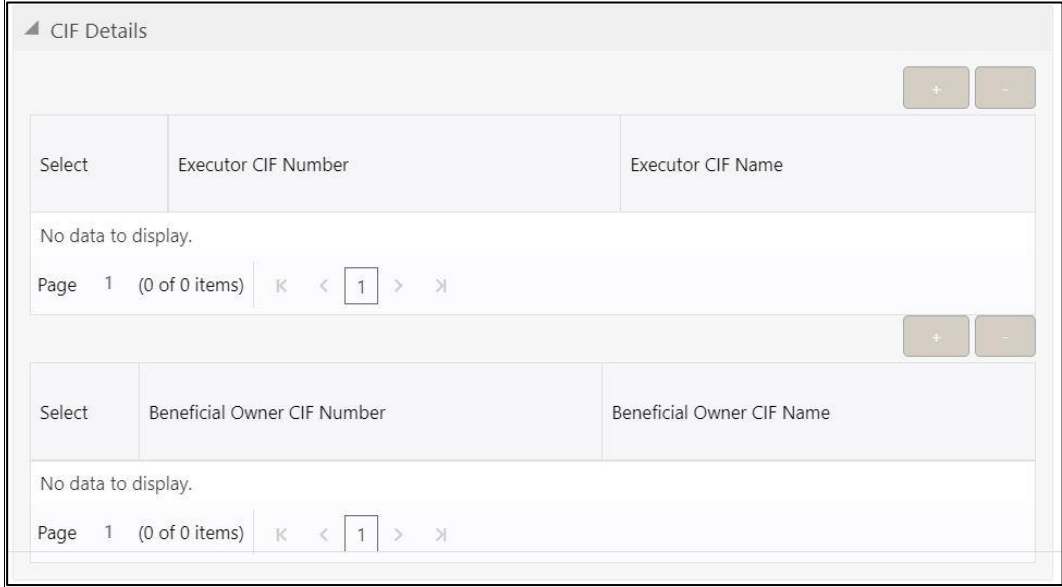 CIF Details
+ -
Select Executor CIF Number Executor CIF Name
No data to display.
Page 1 (0 of 0 items) 1
+ -
Select Beneficial Owner CIF Number Beneficial Owner CIF Name
No data to display.
Page 1 (0 of 0 items) 1